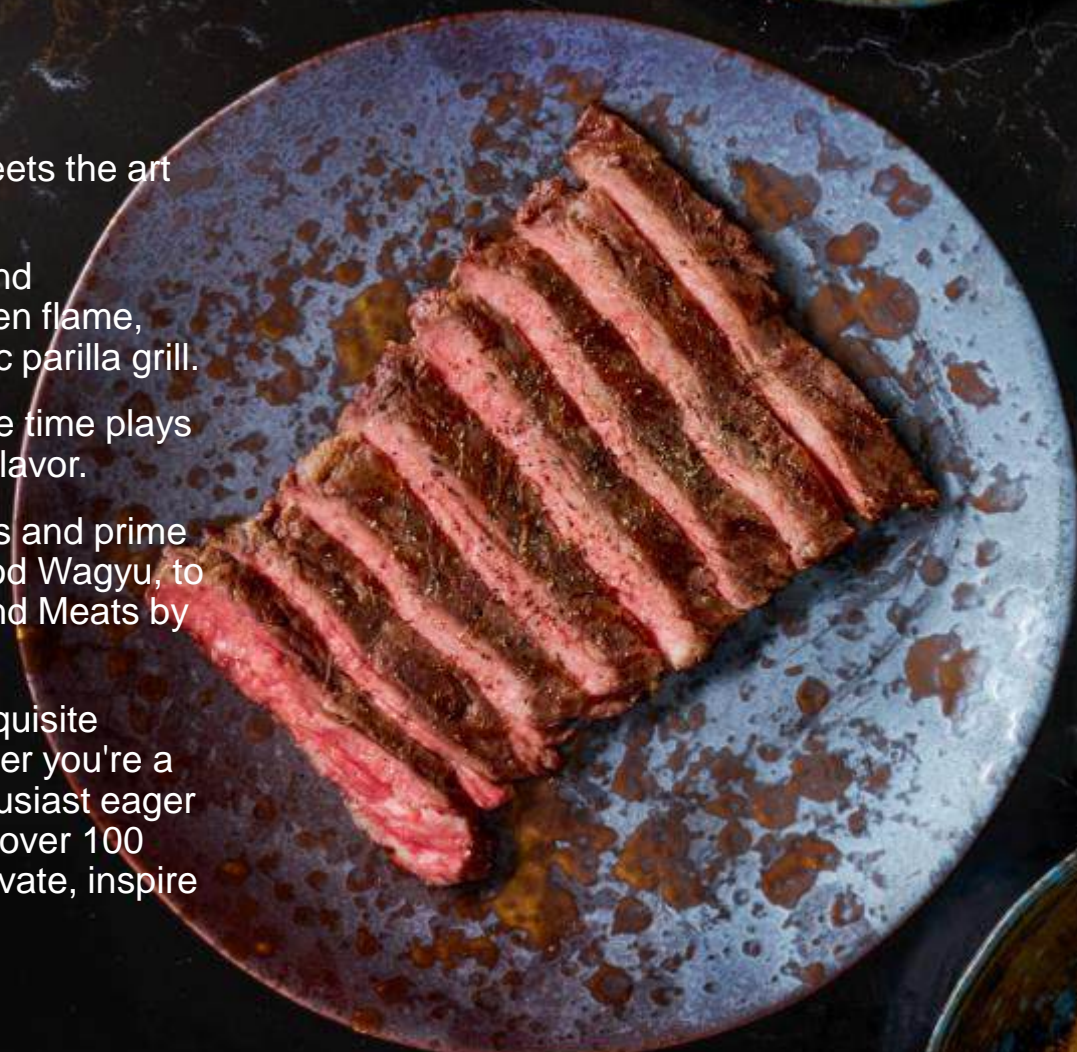 eets the art
nd
en flame,
c parilla grill.
e time plays
lavor.
s and prime
od Wagyu, to
nd Meats by
quisite
er you're a
usiast eager
over 100
vate, inspire